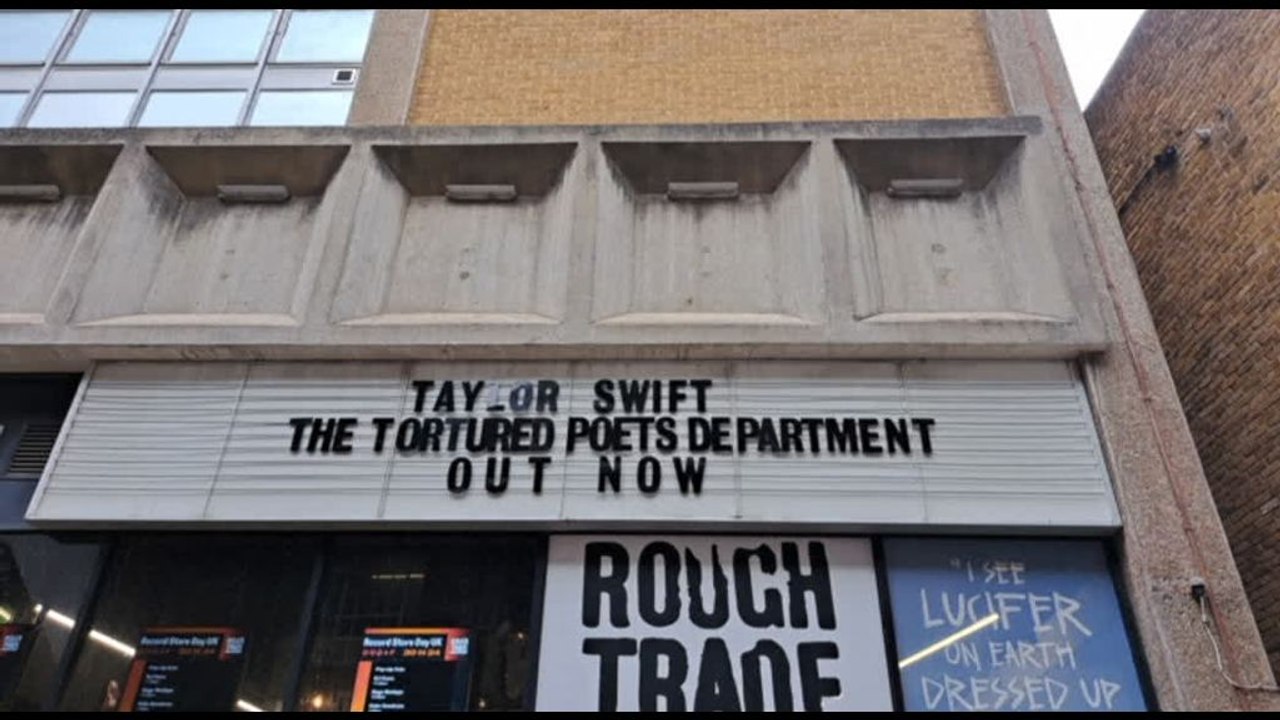 TAYLOR SWIFT
THE TORTURED POETS DEPARTMENT
OUT NOW
ROUGH
TRADE
"I SEE
LUCIFER
ON EARTH
DRESSED UP
Record Store Day UK
Record Store Day UK